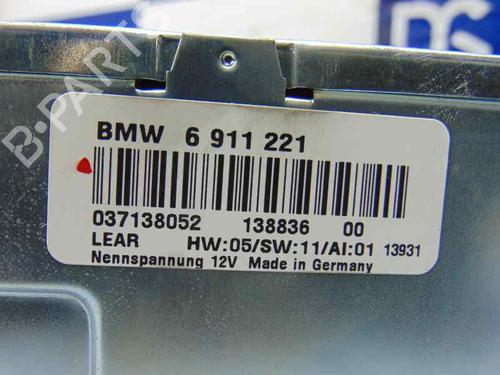 BMW 6 911 221
037138052 138836 00
LEAR HW:05/SW:11/AI:01 13931
Nennspannung 12V Made in Germany
B-PARTS